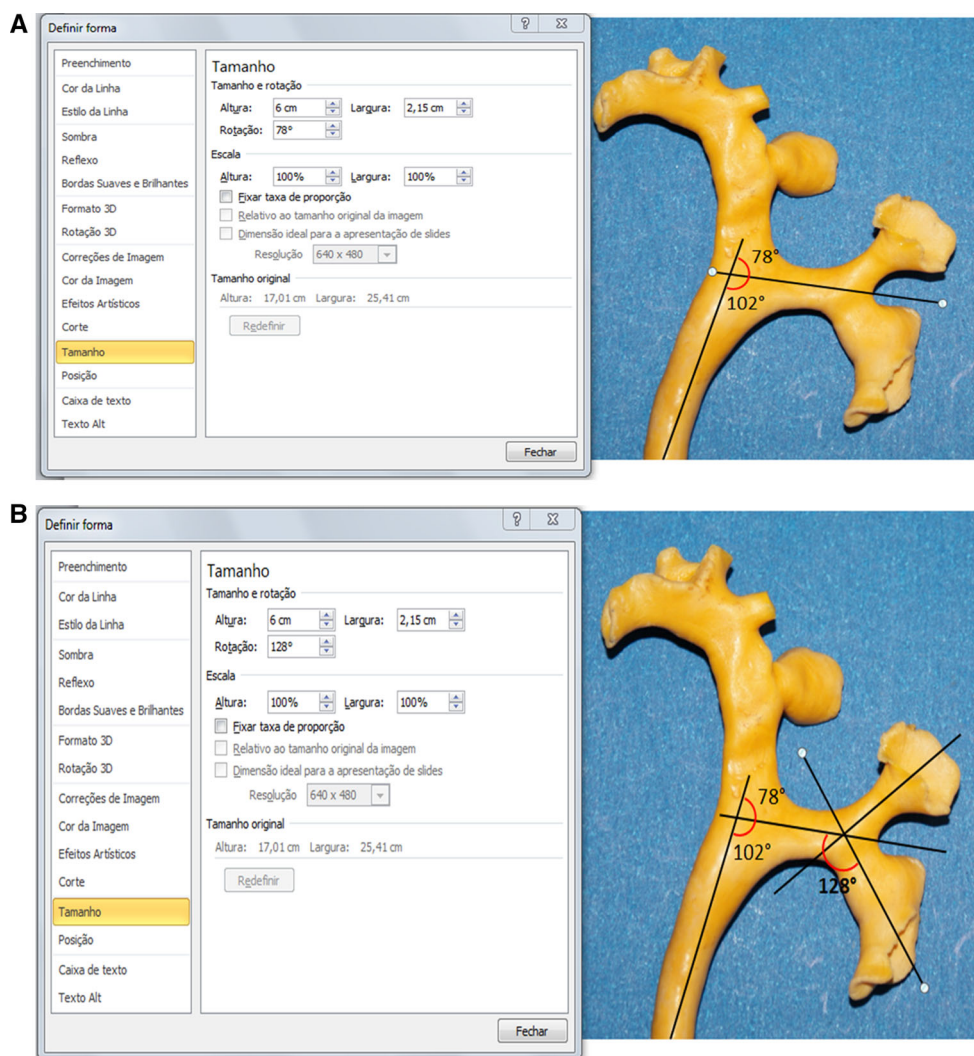 A
Definir forma
Preenchimento
Cor da Linha
Estilo da Linha
Sombra
Reflexo
Bordas Suaves e Brilhantes
Formato 3D
Rotação 3D
Correções de Imagem
Cor da Imagem
Efeitos Artísticos
Corte
Tamanho
Posição
Caixa de texto
Texto Alt
Tamanho
Tamanho e rotação
Altura: 6 cm Largura: 2,15 cm
Rotação: 78°
Escala
Altura: 100% Largura: 100%
Fixar taxa de proporção
Relativo ao tamanho original da imagem
Dimensão ideal para a apresentação de slides
Resolução 640 x 480
Tamanho original
Altura: 17,01 cm Largura: 25,41 cm
Redefinir
Fechar
78°
102°
B
Definir forma
Preenchimento
Cor da Linha
Estilo da Linha
Sombra
Reflexo
Bordas Suaves e Brilhantes
Formato 3D
Rotação 3D
Correções de Imagem
Cor da Imagem
Efeitos Artísticos
Corte
Tamanho
Posição
Caixa de texto
Texto Alt
Tamanho
Tamanho e rotação
Altura: 6 cm Largura: 2,15 cm
Rotação: 128°
Escala
Altura: 100% Largura: 100%
Fixar taxa de proporção
Relativo ao tamanho original da imagem
Dimensão ideal para a apresentação de slides
Resolução 640 x 480
Tamanho original
Altura: 17,01 cm Largura: 25,41 cm
Redefinir
Fechar
78°
102°
128°